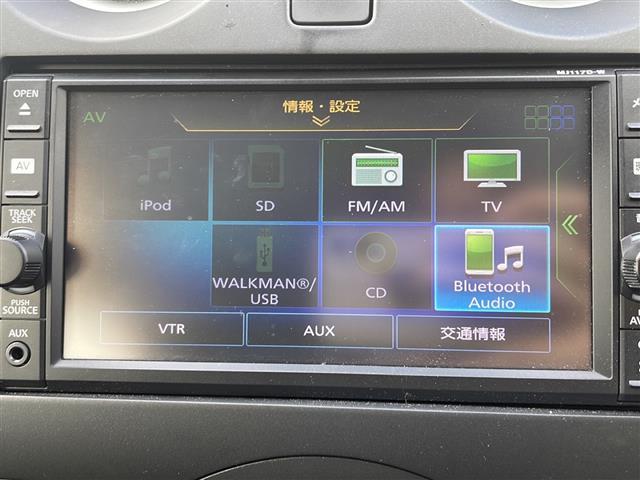 MJ117D-W
OPEN
AV
情報・設定
AV
iPod
SD
FM/AM
TV
TRACK
SEEK
WALKMAN®/
USB
CD
Bluetooth
Audio
PUSH
SOURCE
AUX
VTR
AUX
交通情報
AV